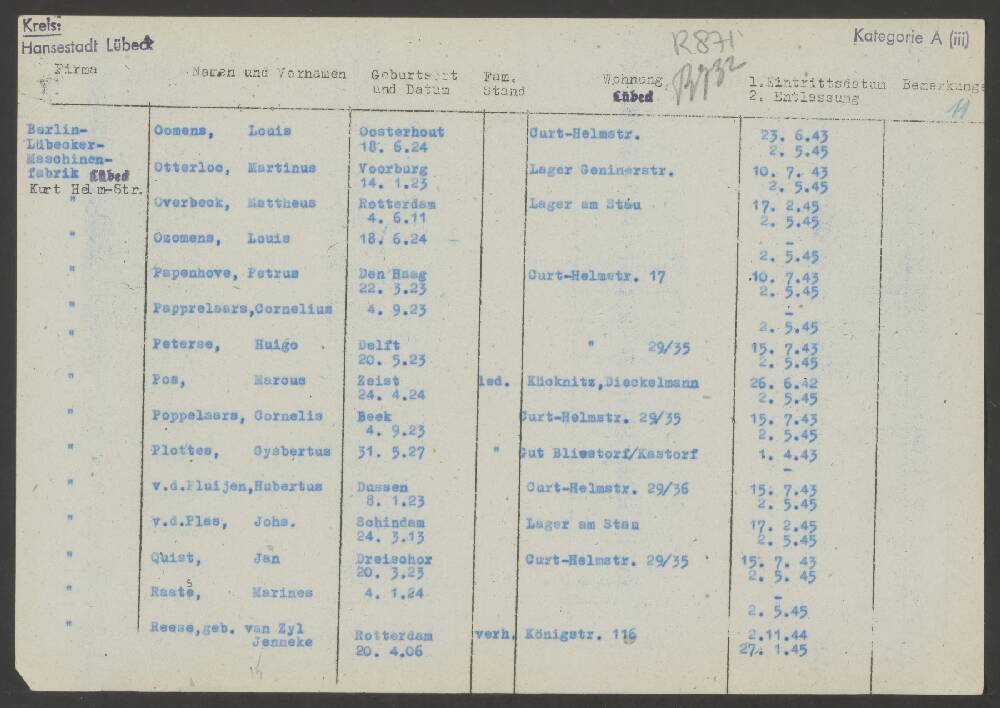 Kreis:
Hansestadt Lübeck
Kategorie A (iii)
R871
Firma Namen und Vornamen Geburtsort und Datum Fam. Stand Wohnung Lübeck 1. Eintrittsdatum 2. Entlassung Bemerkunge
11
Berlin-
Lübecker-
Maschinen-
fabrik Lübeck
Kurt Helm-Str.
Oomens, Louis Oosterhout Curt-Helmstr. 23. 6.43
18. 6.24 2. 5.45
Otterloo, Martinus Voorburg Lager Geninerstr. 10. 7. 43
14. 1.23 2. 5.45
" Overbeck, Mattheus Rotterdam Lager am Stau 17. 2.45
4. 6.11 2. 5.45
" Ozomens, Louis 18. 6.24 -
2. 5.45
" Papenhove, Petrus Den Haag Curt-Helmstr. 17 10. 7.43
22. 3.23 2. 5.45
" Papprelaars,Cornelius 4. 9.23 -
2. 5.45
" Peterse, Huigo Delft " 29/35 15. 7.43
20. 5.23 2. 5.45
" Pos, Marcus Zeist led. Kücknitz,Dieckelmann 26. 6.42
24. 4.24 2. 5.45
" Poppelaars, Cornelis Beek Curt-Helmstr. 29/35 15. 7.43
4. 9.23 2. 5.45
" Plottes, Gysbertus 31. 5.27 " Gut Bliestorf/Kastorf 1. 4.43
-
" v.d.Pluijen,Hubertus Dussen Curt-Helmstr. 29/36 15. 7.43
8. 1.23 2. 5.45
" v.d.Plas, Johs. Schindam Lager am Stau 17. 2.45
24. 3.13 2. 5.45
" Quist, Jan Dreischor Curt-Helmstr. 29/35 15. 7. 43
20. 3.23 2. 5. 45
" Raats, Marines 4. 1.24 -
2. 5.45
" Reese,geb. van Zyl Rotterdam verh. Königstr. 116 2.11.44
Jenneke 20. 4.06 27. 1.45